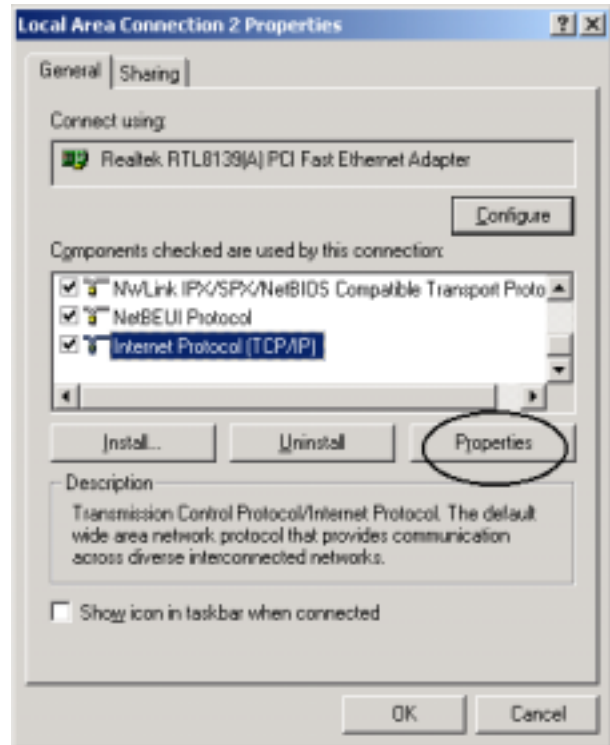 Local Area Connection 2 Properties
General Sharing
Connect using:
Realtek RTL8139(A) PCI Fast Ethernet Adapter
Configure
Components checked are used by this connection:
NWLink IPX/SPX/NetBIOS Compatible Transport Proto
NetBEUI Protocol
Internet Protocol (TCP/IP)
Install... Uninstall Properties
Description
Transmission Control Protocol/Internet Protocol. The default
wide area network protocol that provides communication
across diverse interconnected networks.
Show icon in taskbar when connected
OK Cancel